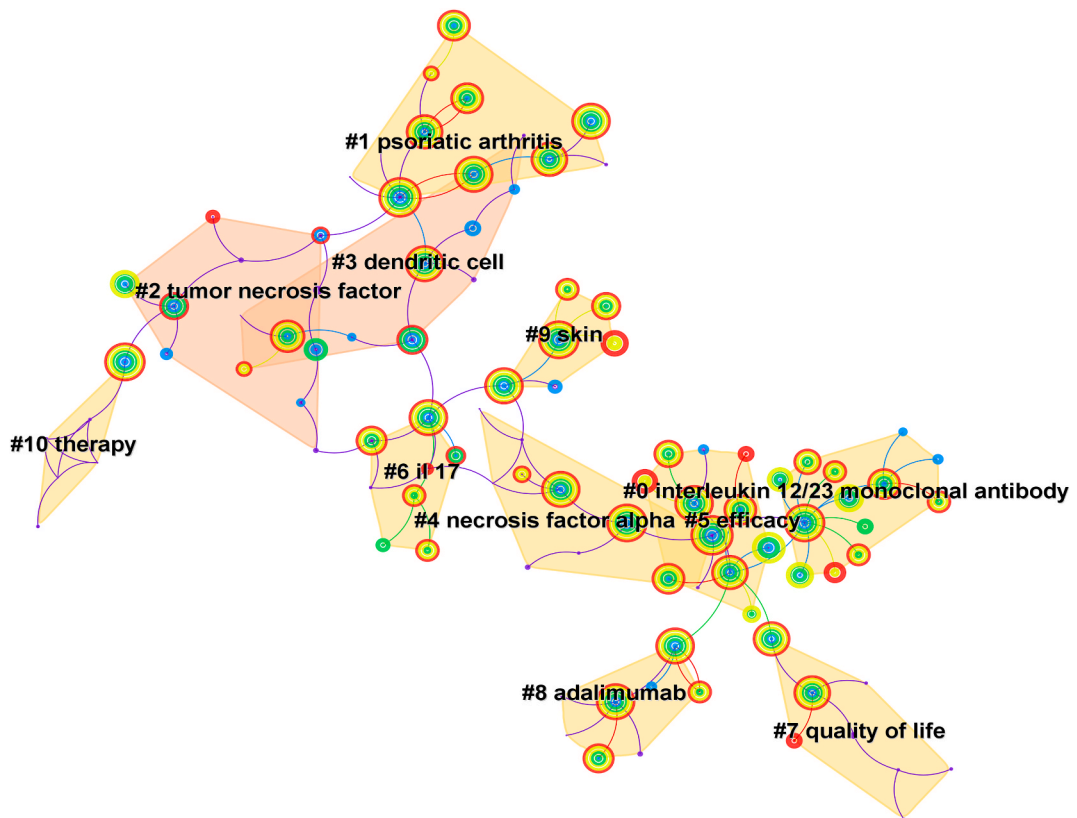 #1 psoriatic arthritis
#3 dendritic cell
#2 tumor necrosis factor
#9 skin
#10 therapy
#6 il 17
#0 interleukin 12/23 monoclonal antibody
#4 necrosis factor alpha
#5 efficacy
#8 adalimumab
#7 quality of life